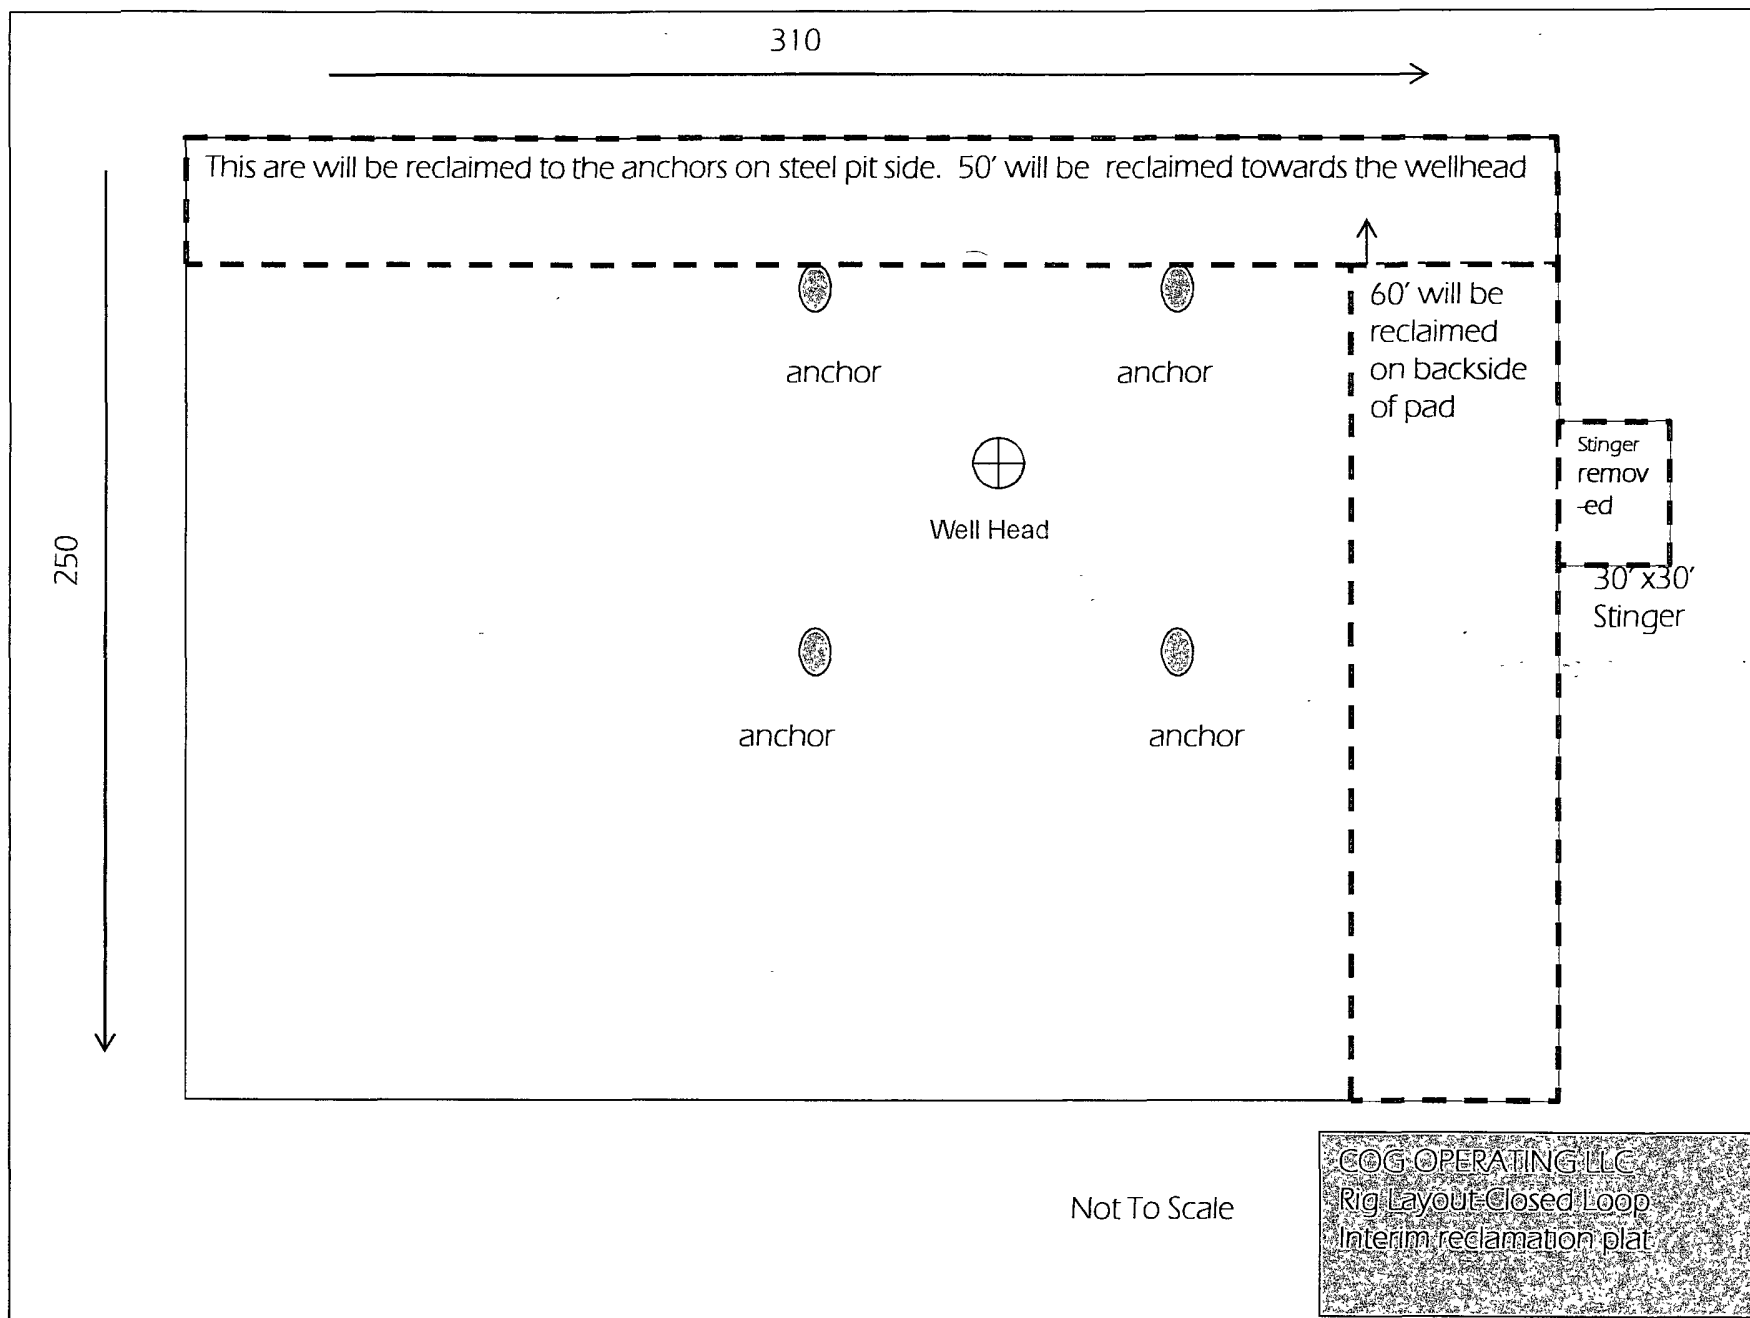 310
This are will be reclaimed to the anchors on steel pit side. 50' will be reclaimed towards the wellhead
60' will be
reclaimed
on backside
of pad
anchor
anchor
Stinger
remov
-ed
Well Head
250
30' x30'
Stinger
anchor
anchor
Not To Scale
COG OPERATING LLC
Rig Layout-Closed Loop
Interim reclamation plat